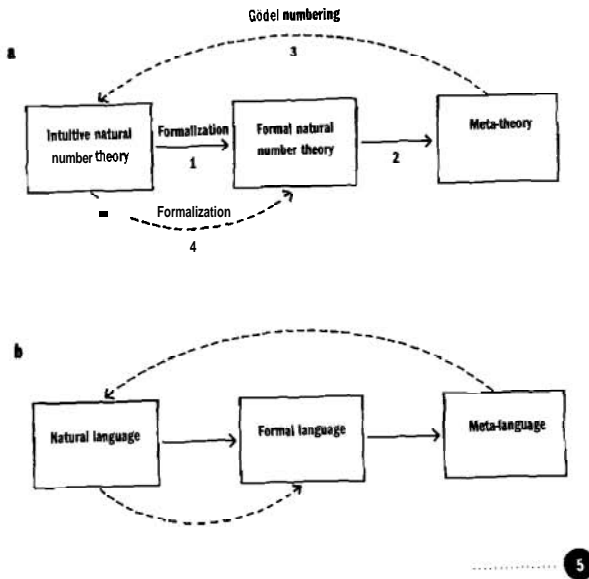 Gödel numbering
a
3
Intuitive natural
number theory
Formalization
1
Formal natural
number theory
2
Meta-theory
Formalization
4
b
Natural language
Formal language
Meta-language
5